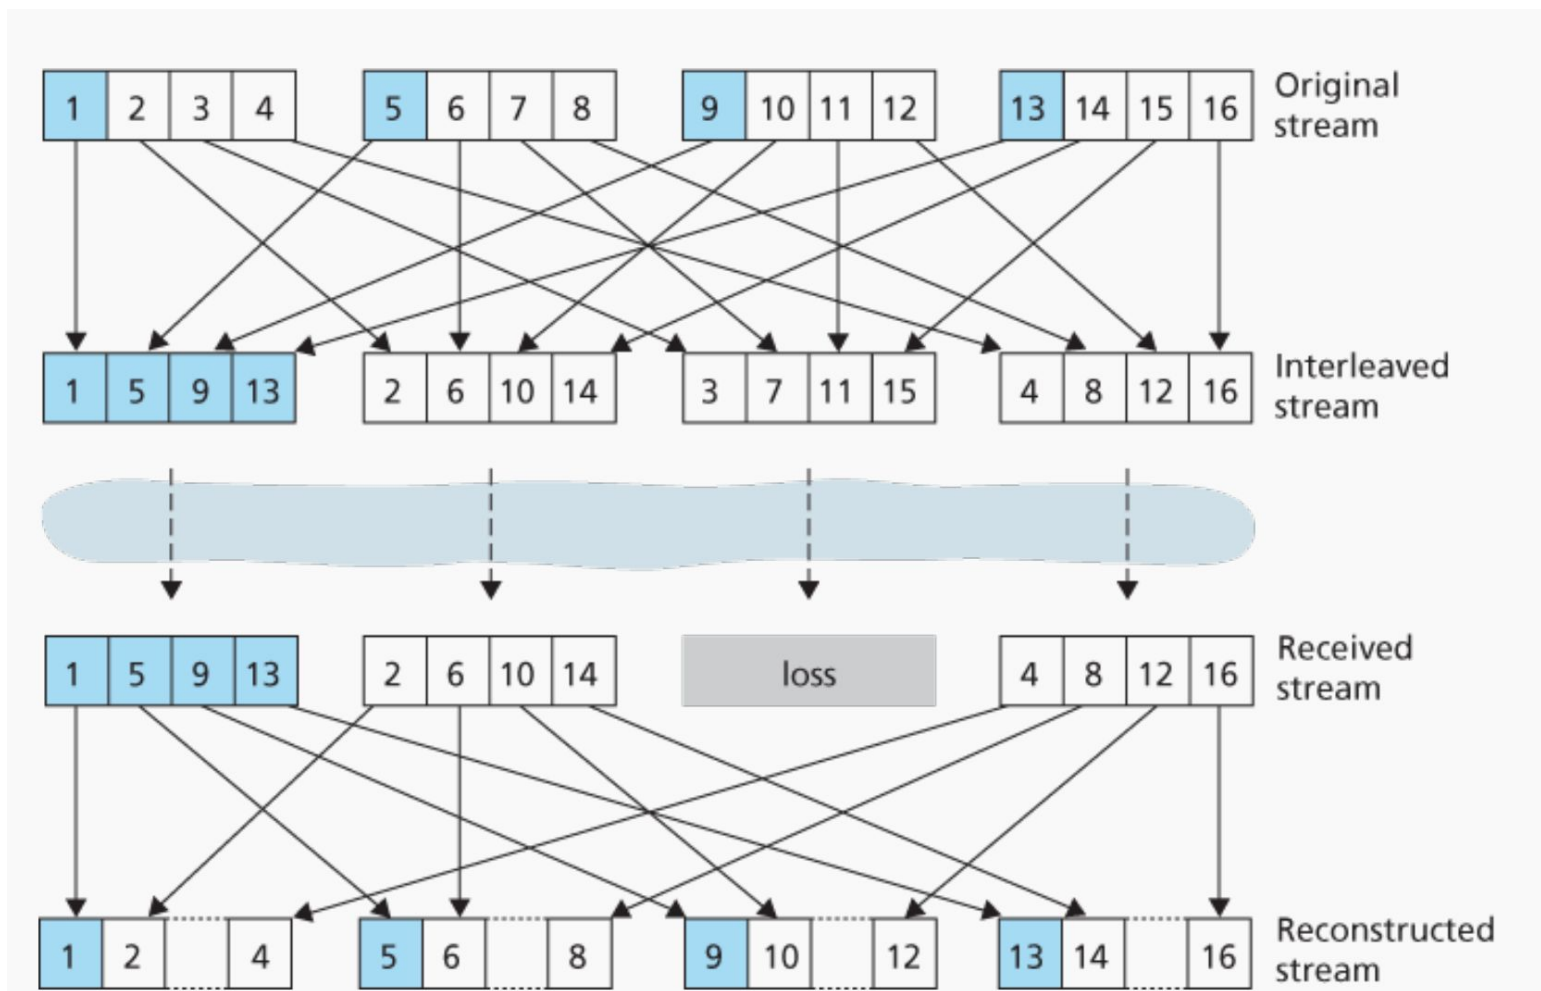 1 2 3 4 5 6 7 8 9 10 11 12 13 14 15 16 Original
stream
1 5 9 13 2 6 10 14 3 7 11 15 4 8 12 16 Interleaved
stream
1 5 9 13 2 6 10 14 loss 4 8 12 16 Received
stream
1 2 4 5 6 8 9 10 12 13 14 16 Reconstructed
stream